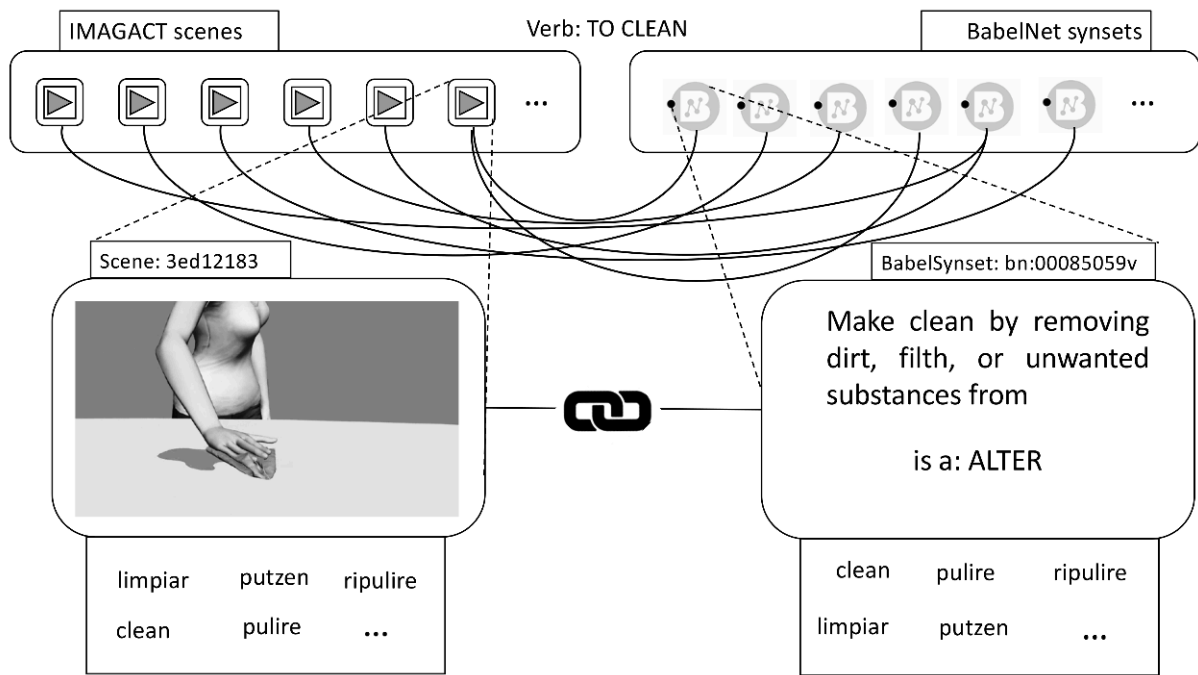 IMAGACT scenes
Verb: TO CLEAN
BabelNet synsets
...
...
Scene: 3ed12183
BabelSynset: bn:00085059v
Make clean by removing
dirt, filth, or unwanted
substances from
is a: ALTER
limpiar putzen ripulire
clean pulire ...
clean pulire ripulire
limpiar putzen ...